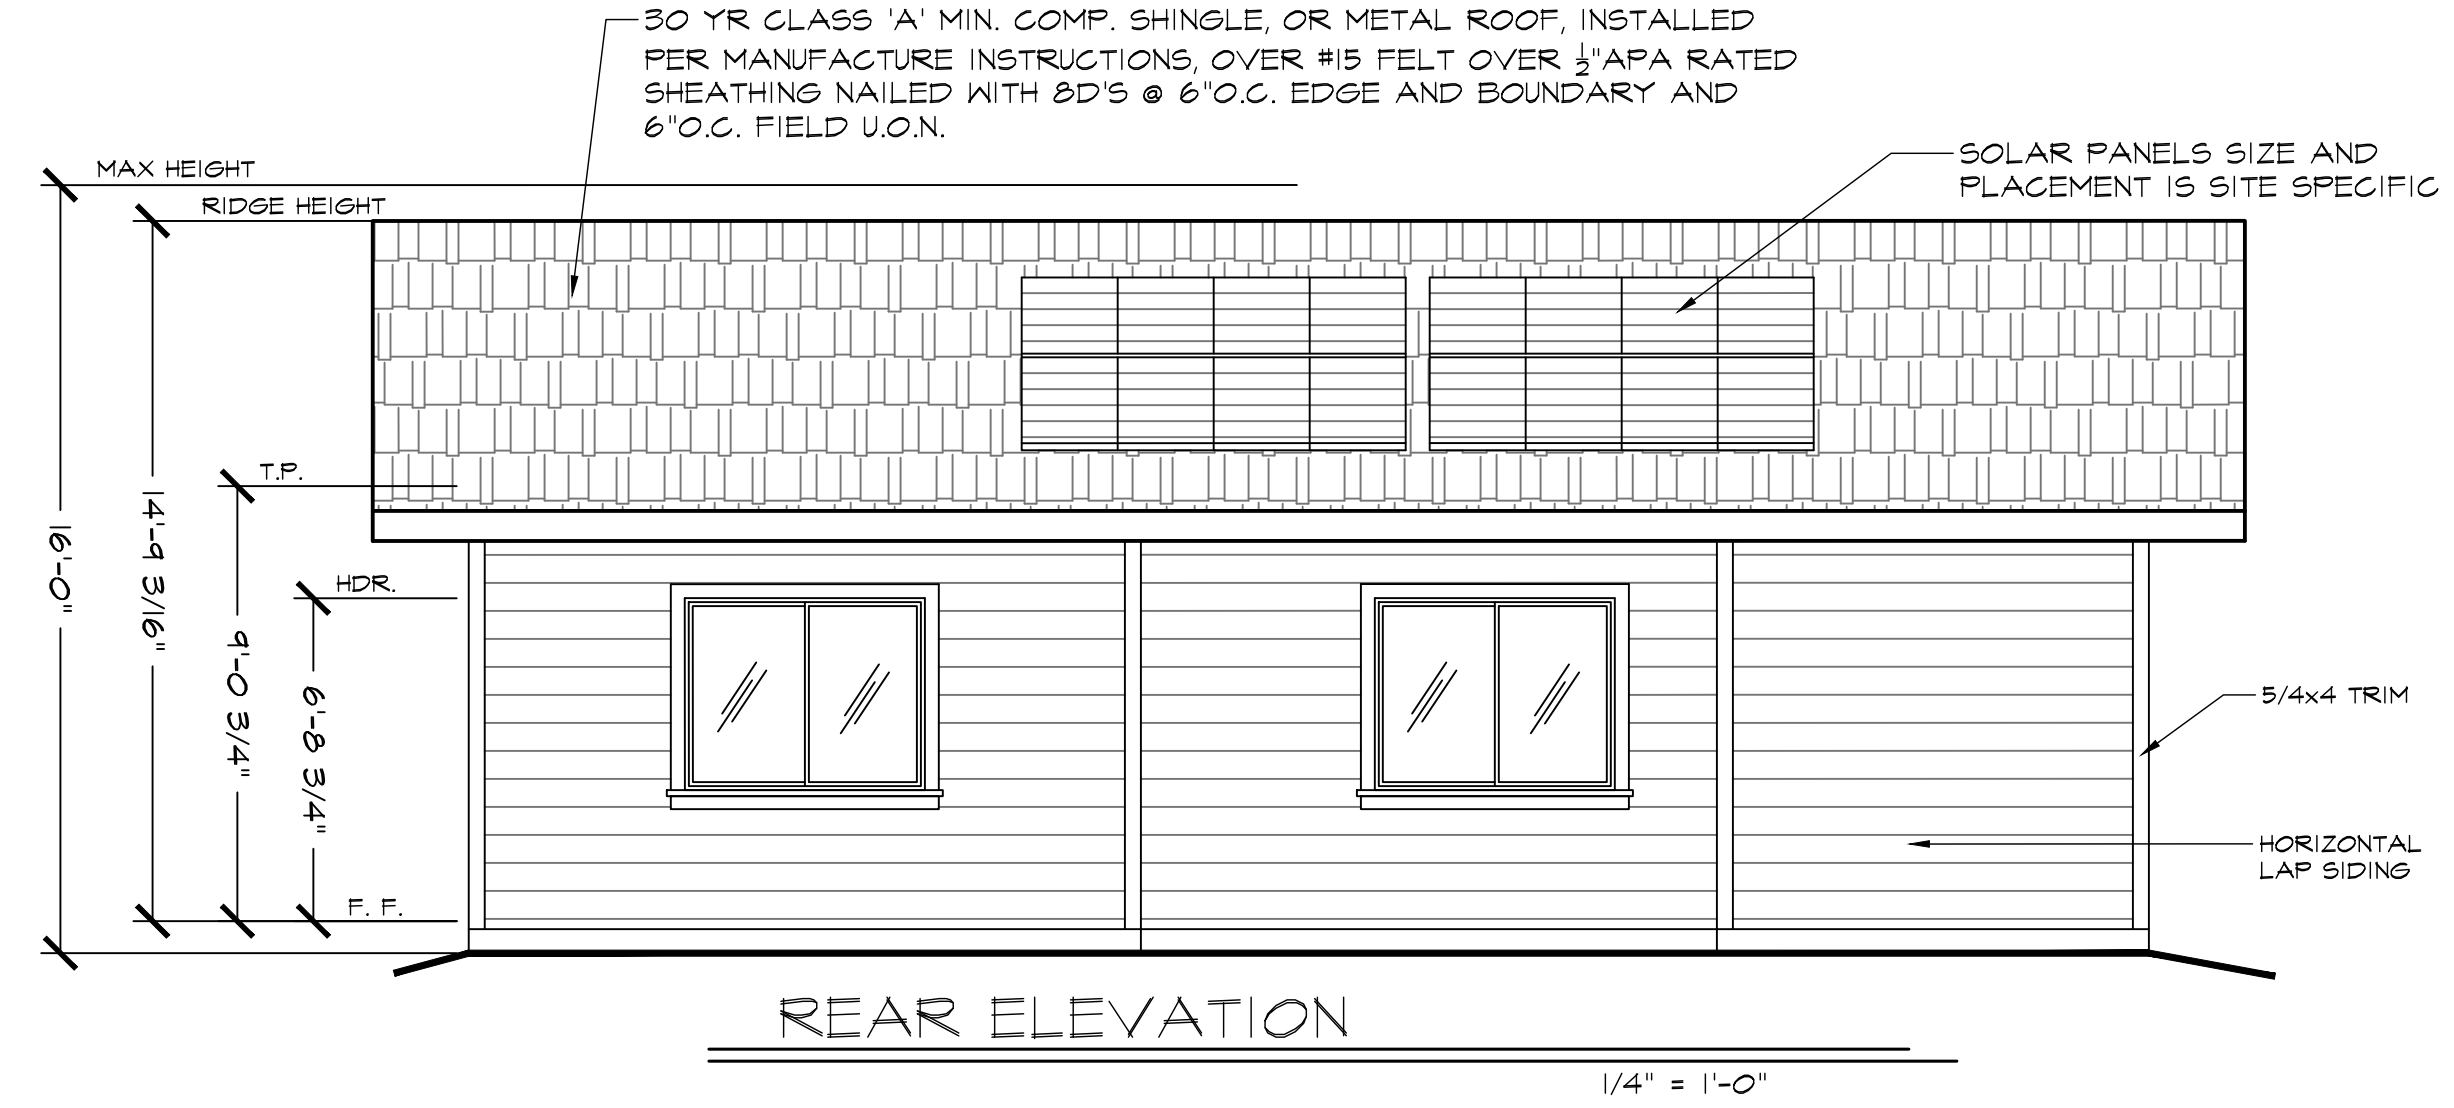 30 YR CLASS 'A' MIN. COMP. SHINGLE, OR METAL ROOF, INSTALLED
PER MANUFACTURE INSTRUCTIONS, OVER #15 FELT OVER ½"APA RATED
SHEATHING NAILED WITH 8D'S @ 6"O.C. EDGE AND BOUNDARY AND
6"O.C. FIELD U.O.N.
SOLAR PANELS SIZE AND
PLACEMENT IS SITE SPECIFIC
MAX HEIGHT
RIDGE HEIGHT
T.P.
HDR.
F. F.
16'-0"
14'-9 3/16"
9'-0 3/4"
6'-8 3/4"
5/4x4 TRIM
HORIZONTAL
LAP SIDING
REAR ELEVATION
1/4" = 1'-0"